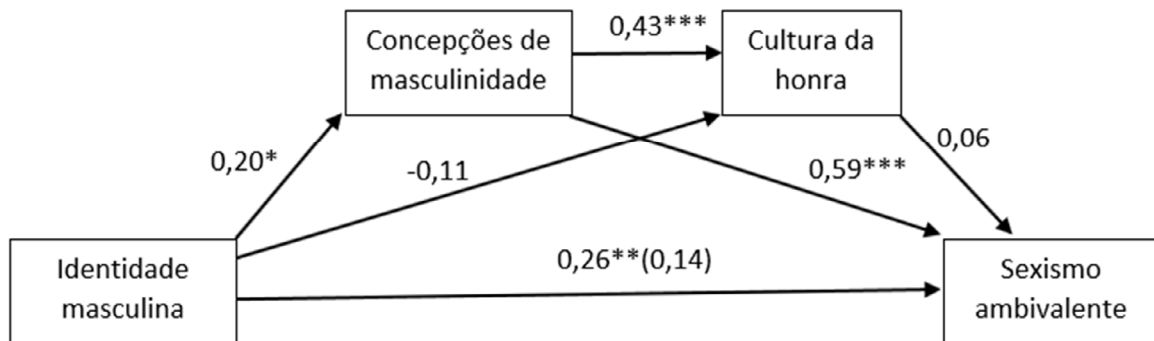 Concepções de
masculinidade
0,43***
Cultura da
honra
0,20*
-0,11
0,59***
0,06
Identidade
masculina
0,26**(0,14)
Sexismo
ambivalente